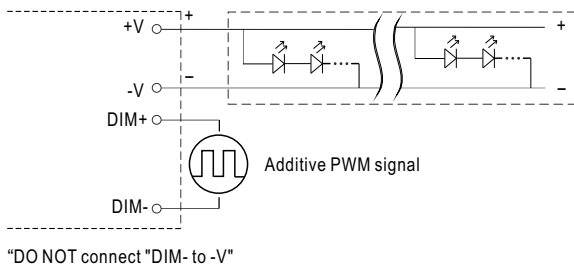 +V
+
+
-V
–
–
DIM+
Additive PWM signal
DIM-
“DO NOT connect "DIM- to -V"